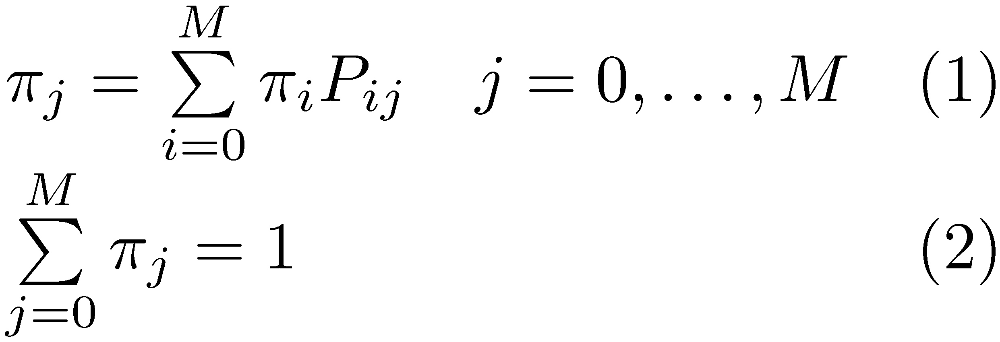 π_j = \sum_{i=0}^{M} π_i P_{ij}  j = 0, . . . , M  (1)
\sum_{j=0}^{M} π_j = 1  (2)